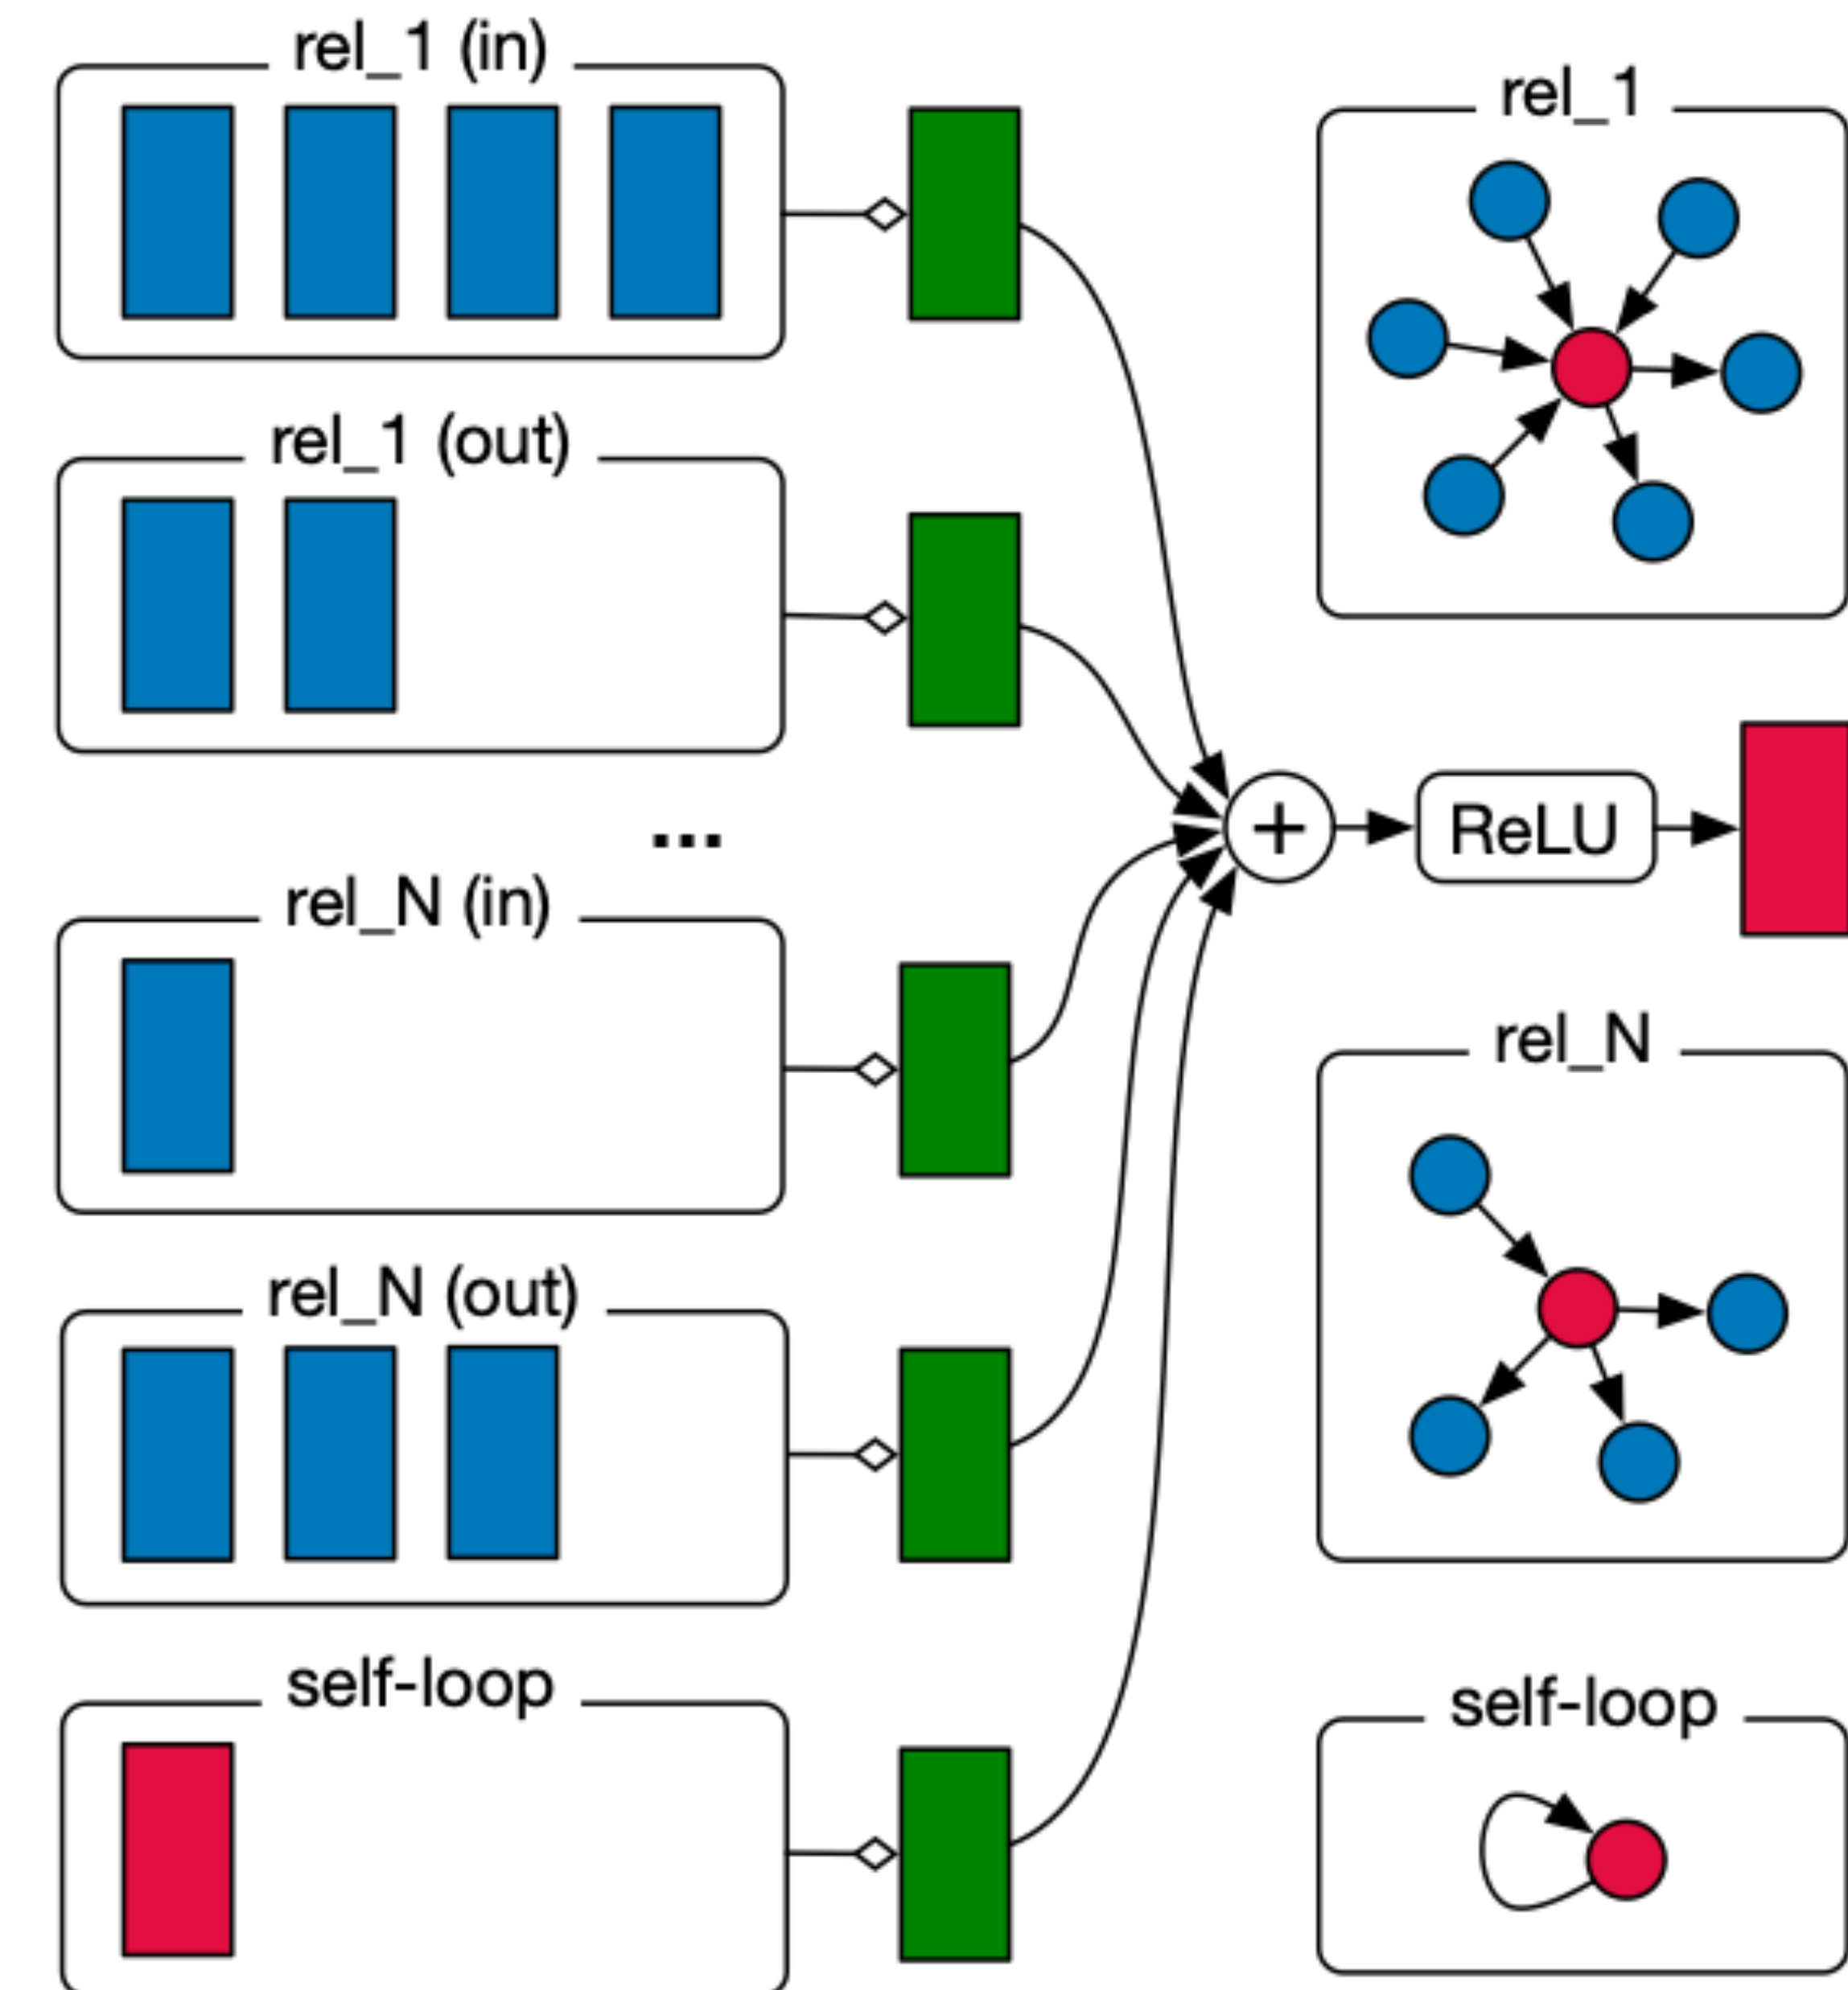 rel_1 (in)
rel_1 (out)
...
rel_N (in)
rel_N (out)
self-loop
+
ReLU
rel_1
rel_N
self-loop